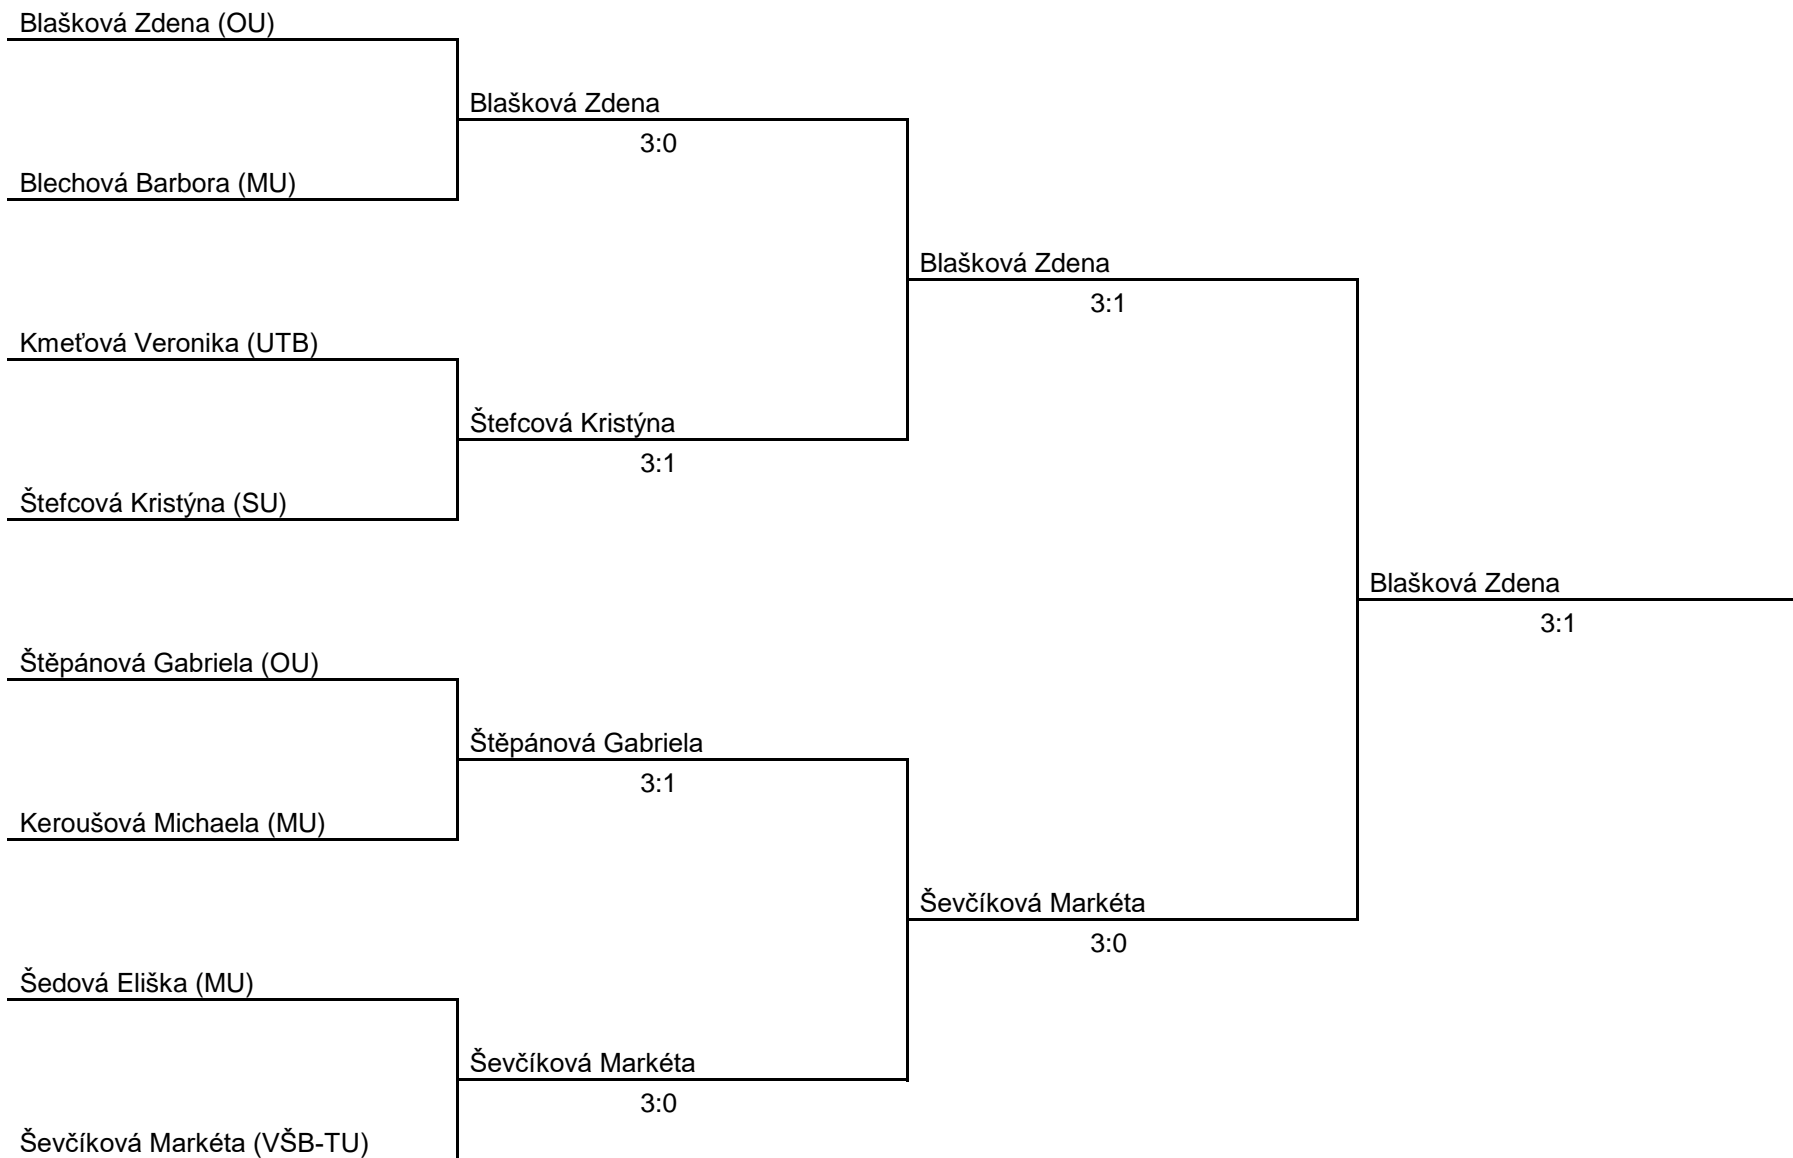 Blašková Zdena (OU)
Blašková Zdena
3:0
Blechová Barbora (MU)
Blašková Zdena
3:1
Kmeťová Veronika (UTB)
Štefcová Kristýna
3:1
Štefcová Kristýna (SU)
Blašková Zdena
3:1
Štěpánová Gabriela (OU)
Štěpánová Gabriela
3:1
Keroušová Michaela (MU)
Ševčíková Markéta
3:0
Šedová Eliška (MU)
Ševčíková Markéta
3:0
Ševčíková Markéta (VŠB-TU)